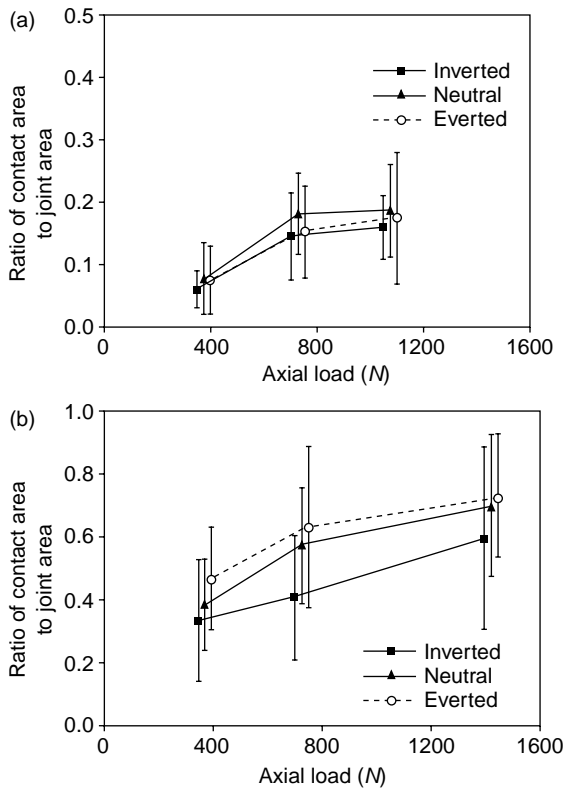 (a)
0.5
0.4
0.3
0.2
0.1
0.0
Ratio of contact area
to joint area
Inverted
Neutral
Everted
0
400
800
1200
1600
Axial load (N)
(b)
1.0
0.8
0.6
0.4
0.2
0.0
Ratio of contact area
to joint area
Inverted
Neutral
Everted
0
400
800
1200
1600
Axial load (N)